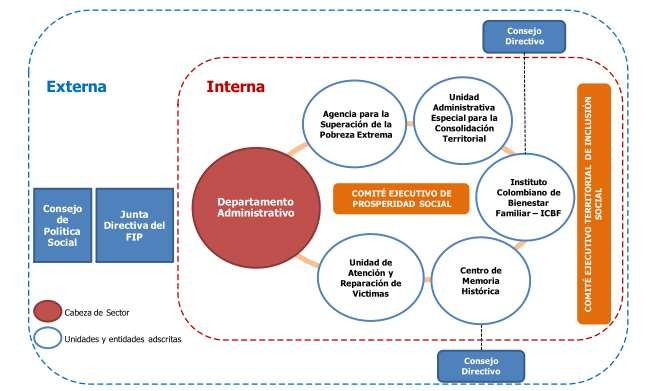 Consejo
Directivo
Externa
Interna
Agencia para la
Superación de la
Pobreza Extrema
Unidad
Administrativa
Especial para la
Consolidación
Territorial
Departamento
Administrativo
COMITÉ EJECUTIVO DE
PROSPERIDAD SOCIAL
Instituto
Colombiano de
Bienestar
Familiar – ICBF
COMITÉ EJECUTIVO TERRITORIAL DE INCLUSIÓN
SOCIAL
Consejo
de
Política
Social
Junta
Directiva del
FIP
Unidad de
Atención y
Reparación de
Victimas
Centro de
Memoria
Histórica
Cabeza de Sector
Unidades y entidades adscritas
Consejo
Directivo